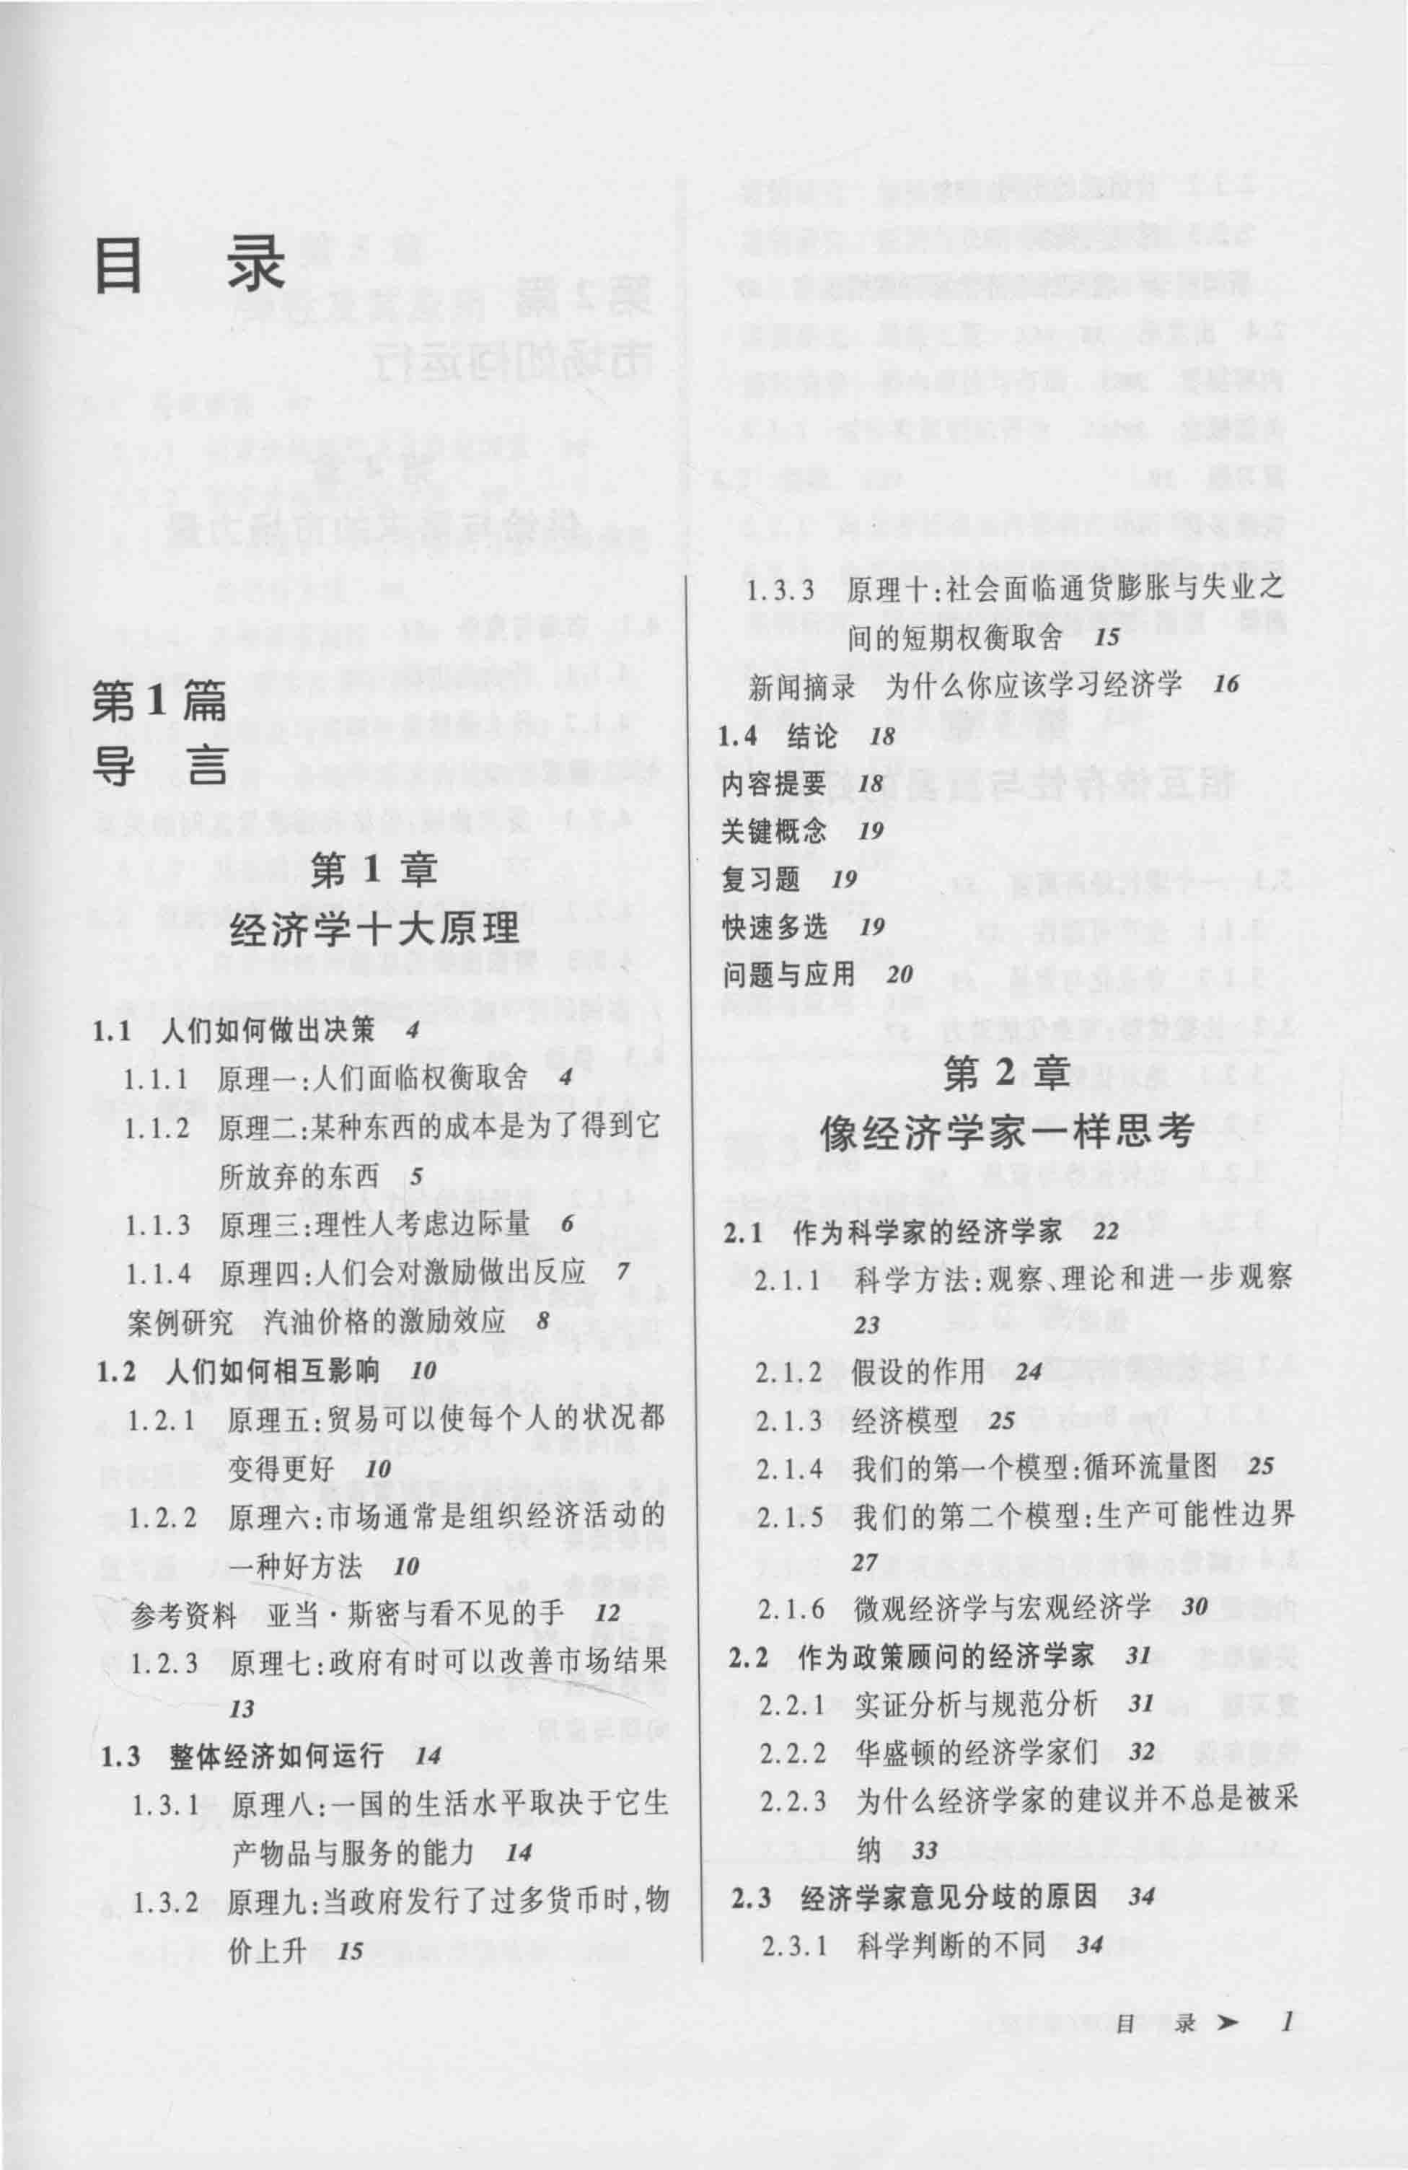 目 录
第1篇
导 言
第 1 章
经济学十大原理
1.1 人们如何做出决策 4
1.1.1 原理一:人们面临权衡取舍 4
1.1.2 原理二:某种东西的成本是为了得到它
所放弃的东西 5
1.1.3 原理三:理性人考虑边际量 6
1.1.4 原理四:人们会对激励做出反应 7
案例研究 汽油价格的激励效应 8
1.2 人们如何相互影响 10
1.2.1 原理五:贸易可以使每个人的状况都
变得更好 10
1.2.2 原理六:市场通常是组织经济活动的
一种好方法 10
参考资料 亚当·斯密与看不见的手 12
1.2.3 原理七:政府有时可以改善市场结果
13
1.3 整体经济如何运行 14
1.3.1 原理八:一国的生活水平取决于它生
产物品与服务的能力 14
1.3.2 原理九:当政府发行了过多货币时,物
价上升 15
1.3.3 原理十:社会面临通货膨胀与失业之
间的短期权衡取舍 15
新闻摘录 为什么你应该学习经济学 16
1.4 结论 18
内容提要 18
关键概念 19
复习题 19
快速多选 19
问题与应用 20
第 2 章
像经济学家一样思考
2.1 作为科学家的经济学家 22
2.1.1 科学方法:观察、理论和进一步观察
23
2.1.2 假设的作用 24
2.1.3 经济模型 25
2.1.4 我们的第一个模型:循环流量图 25
2.1.5 我们的第二个模型:生产可能性边界
27
2.1.6 微观经济学与宏观经济学 30
2.2 作为政策顾问的经济学家 31
2.2.1 实证分析与规范分析 31
2.2.2 华盛顿的经济学家们 32
2.2.3 为什么经济学家的建议并不总是被采
纳 33
2.3 经济学家意见分歧的原因 34
2.3.1 科学判断的不同 34
目 录 ➤ 1